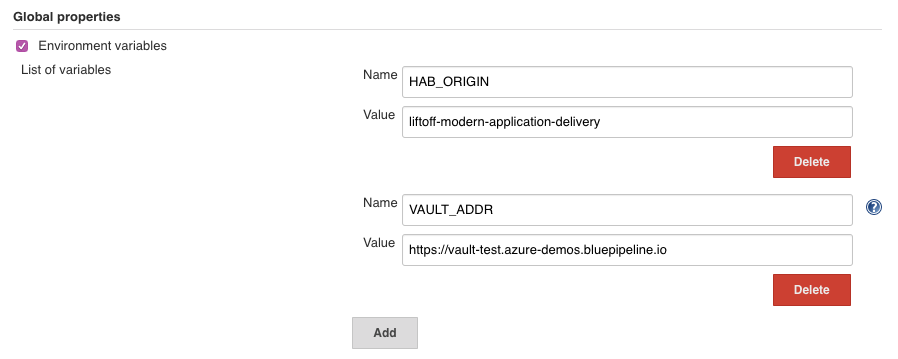 Global properties
Environment variables
List of variables
Name HAB_ORIGIN
Value liftoff-modern-application-delivery
Delete
Name VAULT_ADDR ?
Value https://vault-test.azure-demos.bluepipeline.io
Delete
Add